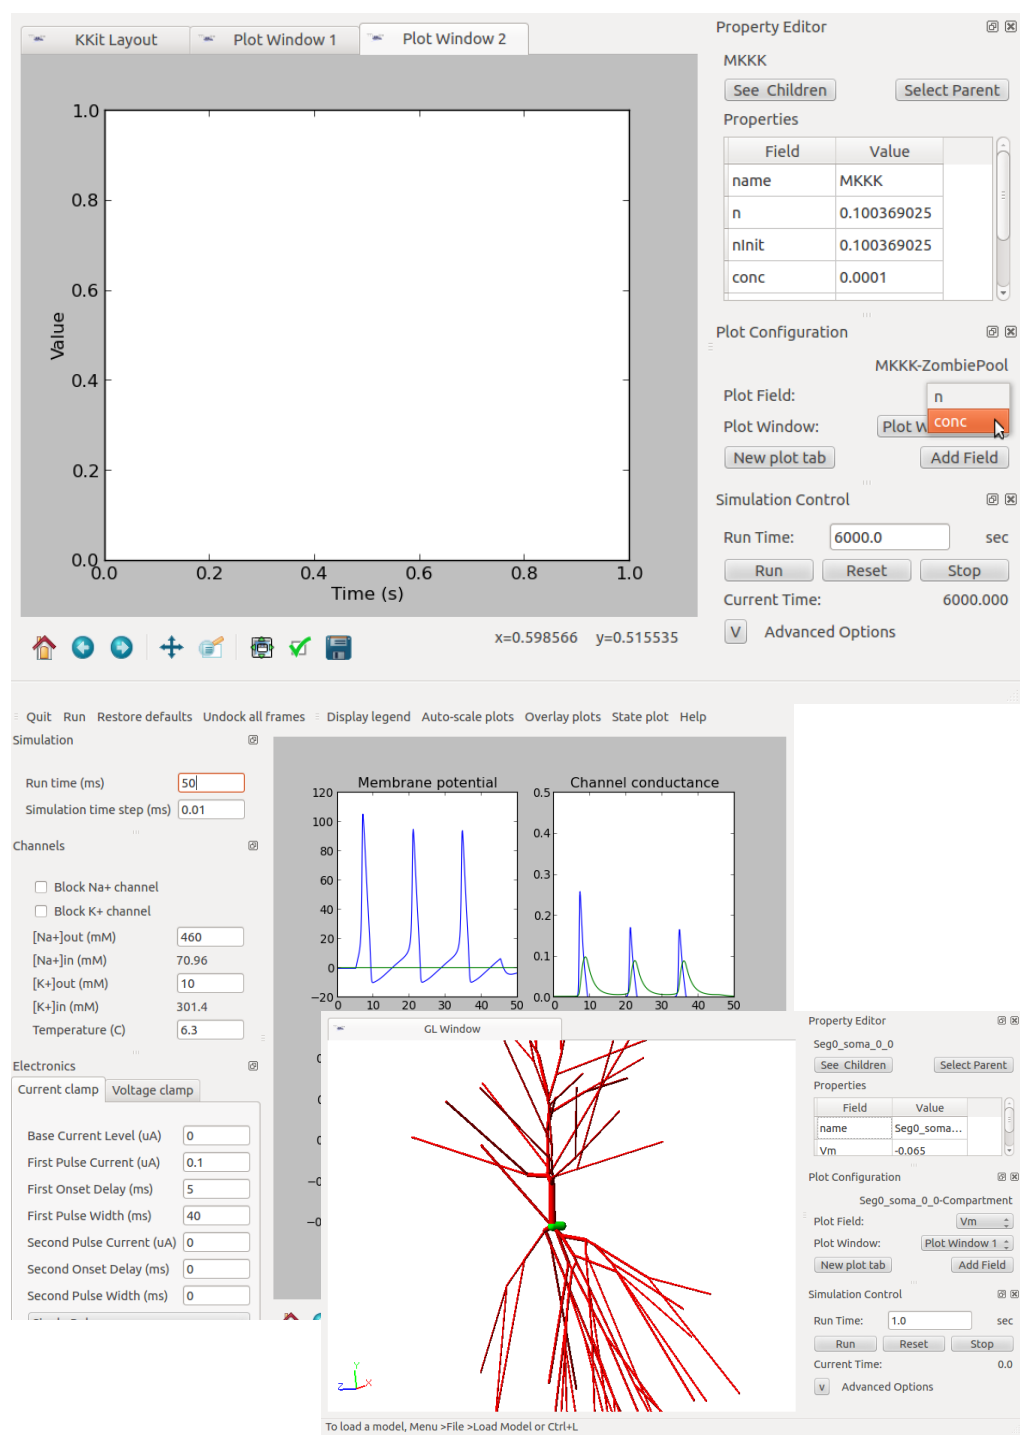 KKit Layout Plot Window 1 Plot Window 2
1.0
0.8
0.6
0.4
0.2
0.0
Value
0.0 0.2 0.4 0.6 0.8 1.0
Time (s)
x=0.598566 y=0.515535
Property Editor
MKKK
See Children Select Parent
Properties
Field Value
name MKKK
n 0.100369025
nInit 0.100369025
conc 0.0001
Plot Configuration
MKKK-ZombiePool
Plot Field: n
conc
Plot Window: Plot W
New plot tab Add Field
Simulation Control
Run Time: 6000.0 sec
Run Reset Stop
Current Time: 6000.000
V Advanced Options
Quit Run Restore defaults Undock all frames Display legend Auto-scale plots Overlay plots State plot Help
Simulation
Run time (ms) 50
Simulation time step (ms) 0.01
Channels
Block Na+ channel
Block K+ channel
[Na+]out (mM) 460
[Na+]in (mM) 70.96
[K+]out (mM) 10
[K+]in (mM) 301.4
Temperature (C) 6.3
Electronics
Current clamp Voltage clamp
Base Current Level (uA) 0
First Pulse Current (uA) 0.1
First Onset Delay (ms) 5
First Pulse Width (ms) 40
Second Pulse Current (uA) 0
Second Onset Delay (ms) 0
Second Pulse Width (ms) 0
Membrane potential
120
100
80
60
40
20
0
−20
0 10 20 30 40 50
Channel conductance
0.5
0.4
0.3
0.2
0.1
0.0
0 10 20 30 40 50
GL Window
Y
Z X
To load a model, Menu >File >Load Model or Ctrl+L
Property Editor
Seg0_soma_0_0
See Children Select Parent
Properties
Field Value
name Seg0_soma...
Vm -0.065
Plot Configuration
Seg0_soma_0_0-Compartment
Plot Field: Vm
Plot Window: Plot Window 1
New plot tab Add Field
Simulation Control
Run Time: 1.0 sec
Run Reset Stop
Current Time: 0.0
V Advanced Options